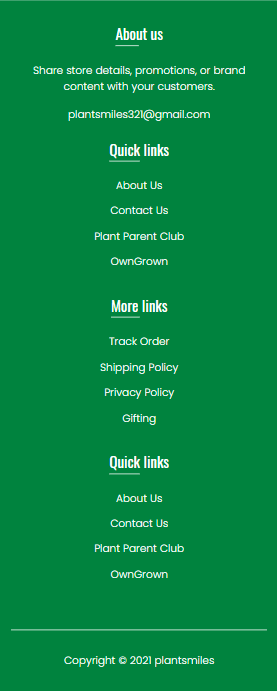 About us
Share store details, promotions, or brand
content with your customers.
plantsmiles321@gmail.com
Quick links
About Us
Contact Us
Plant Parent Club
OwnGrown
More links
Track Order
Shipping Policy
Privacy Policy
Gifting
Quick links
About Us
Contact Us
Plant Parent Club
OwnGrown
Copyright © 2021 plantsmiles